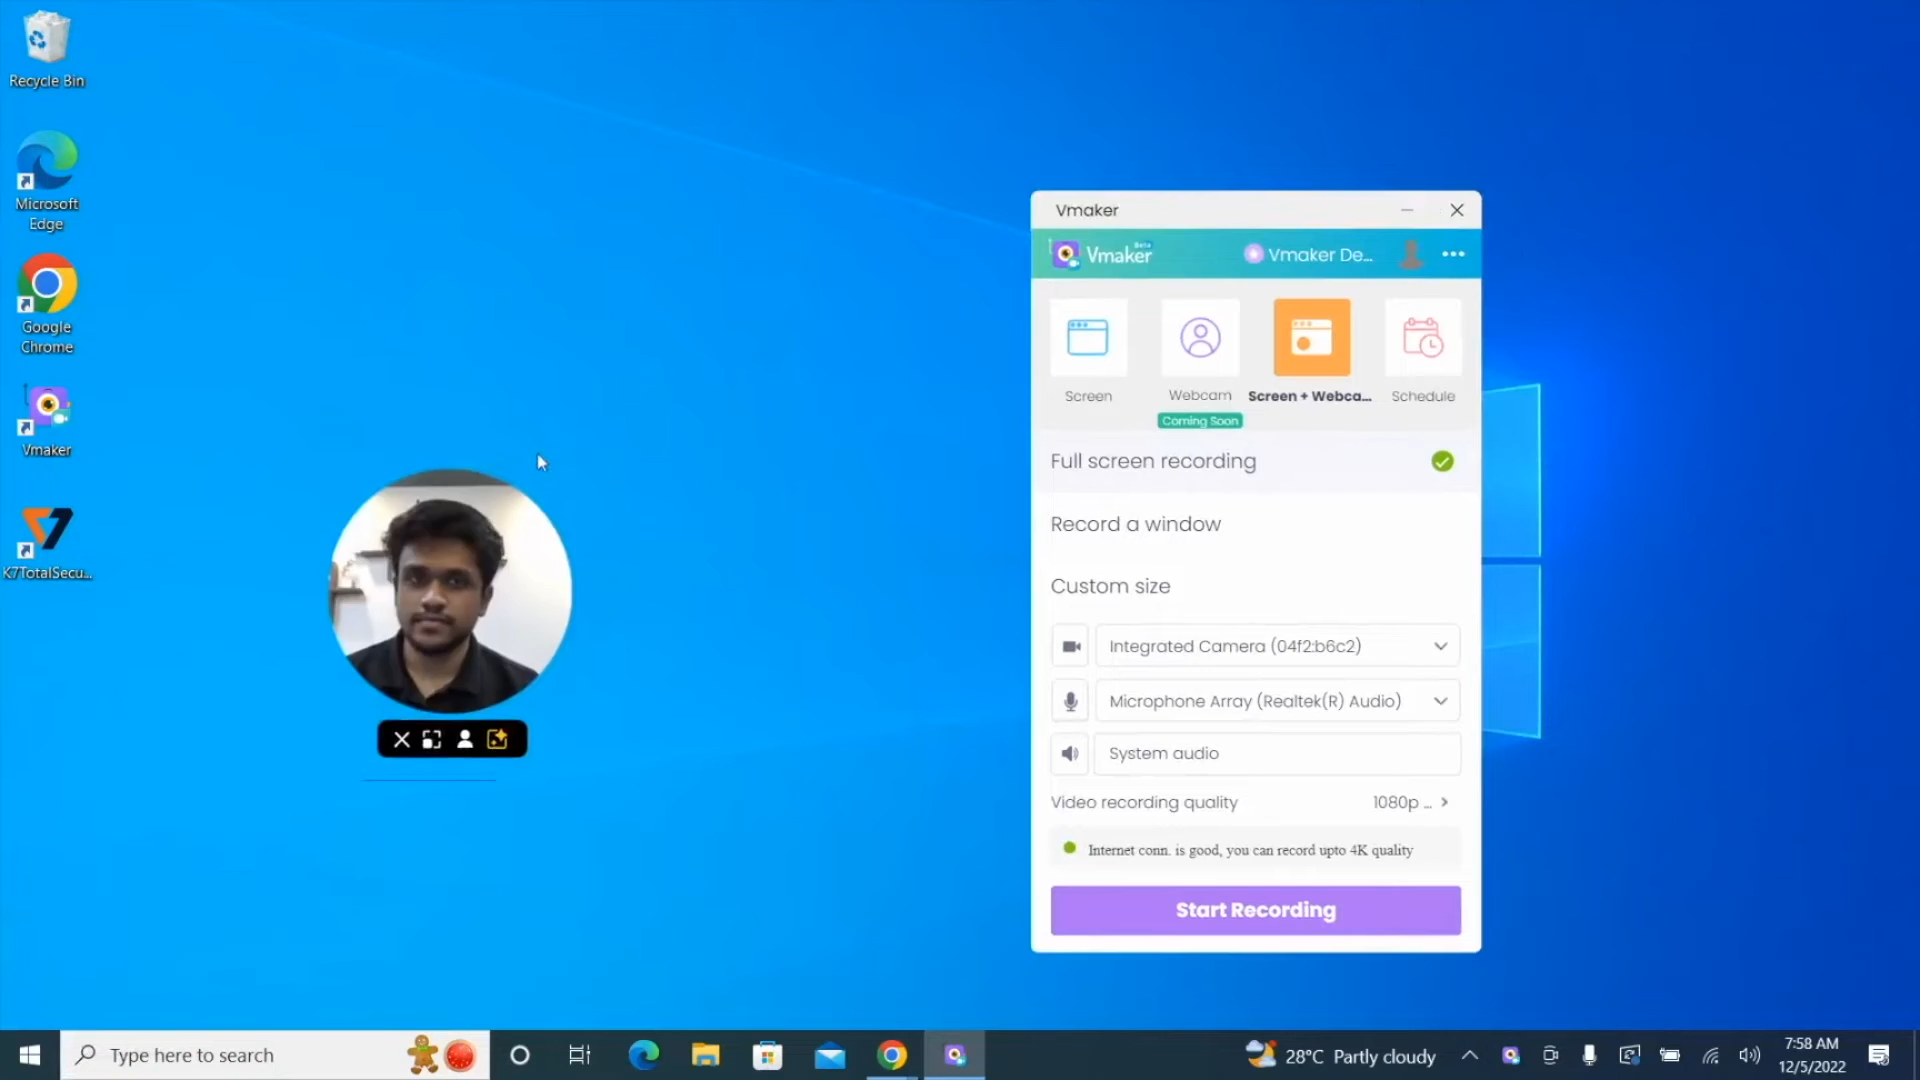 Recycle Bin
Microsoft
Edge
Google
Chrome
Vmaker
K7TotalSecu...
Vmaker
Vmaker
Beta
Vmaker De...
Screen
Webcam
Screen + Webca...
Schedule
Coming Soon
Full screen recording
Record a window
Custom size
Integrated Camera (04f2:b6c2)
Microphone Array (Realtek(R) Audio)
System audio
Video recording quality
1080p ...
Internet conn. is good, you can record upto 4K quality
Start Recording
Type here to search
28°C Partly cloudy
7:58 AM
12/5/2022